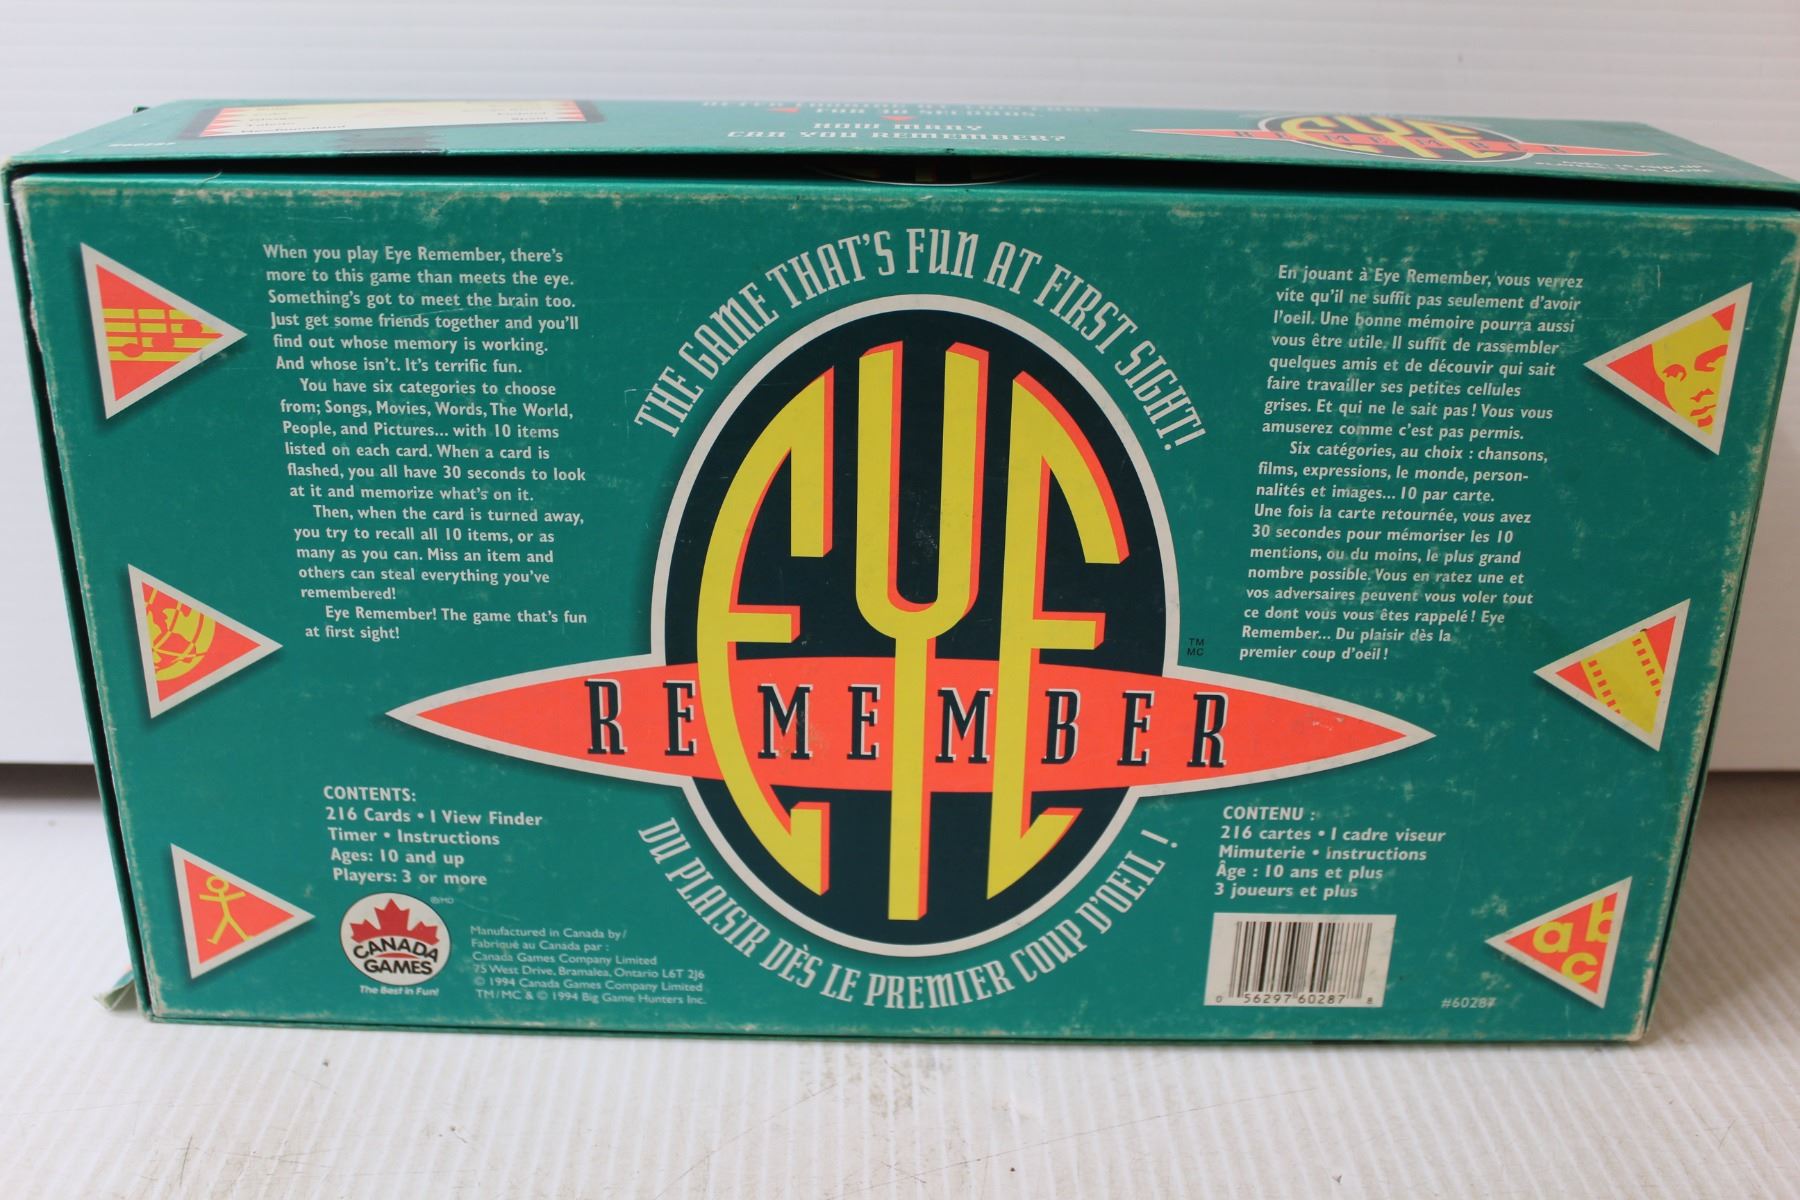 FOR 30 SECONDS,
HOW MANY
CAN YOU REMEMBER?
REMEMBER
EYE
When you play Eye Remember, there's
more to this game than meets the eye.
Something's got to meet the brain too.
Just get some friends together and you'll
find out whose memory is working.
And whose isn't. It's terrific fun.
You have six categories to choose
from; Songs, Movies, Words, The World,
People, and Pictures... with 10 items
listed on each card. When a card is
flashed, you all have 30 seconds to look
at it and memorize what's on it.
Then, when the card is turned away,
you try to recall all 10 items, or as
many as you can. Miss an item and
others can steal everything you've
remembered!
Eye Remember! The game that's fun
at first sight!
THE GAME THAT'S FUN AT FIRST SIGHT!
EYE
REMEMBER
TM
MC
DU PLAISIR DÈS LE PREMIER COUP D'OEIL !
En jouant à Eye Remember, vous verrez
vite qu'il ne suffit pas seulement d'avoir
l'oeil. Une bonne mémoire pourra aussi
vous être utile. Il suffit de rassembler
quelques amis et de découvir qui sait
faire travailler ses petites cellules
grises. Et qui ne le sait pas ! Vous vous
amuserez comme c'est pas permis.
Six catégories, au choix : chansons,
films, expressions, le monde, person-
nalités et images... 10 par carte.
Une fois la carte retournée, vous avez
30 secondes pour mémoriser les 10
mentions, ou du moins, le plus grand
nombre possible. Vous en ratez une et
vos adversaires peuvent vous voler tout
ce dont vous vous êtes rappelé ! Eye
Remember... Du plaisir dès la
premier coup d'oeil !
CONTENTS:
216 Cards • 1 View Finder
Timer • Instructions
Ages: 10 and up
Players: 3 or more
CANADA
GAMES
The Best in Fun!
Manufactured in Canada by/
Fabriqué au Canada par :
Canada Games Company Limited
75 West Drive, Bramalea, Ontario L6T 2J6
© 1994 Canada Games Company Limited
TM/MC & © 1994 Big Game Hunters Inc.
CONTENU :
216 cartes • 1 cadre viseur
Mimuterie • Instructions
Âge : 10 ans et plus
3 joueurs et plus
0 56297 60287 8
#60287
a b
c